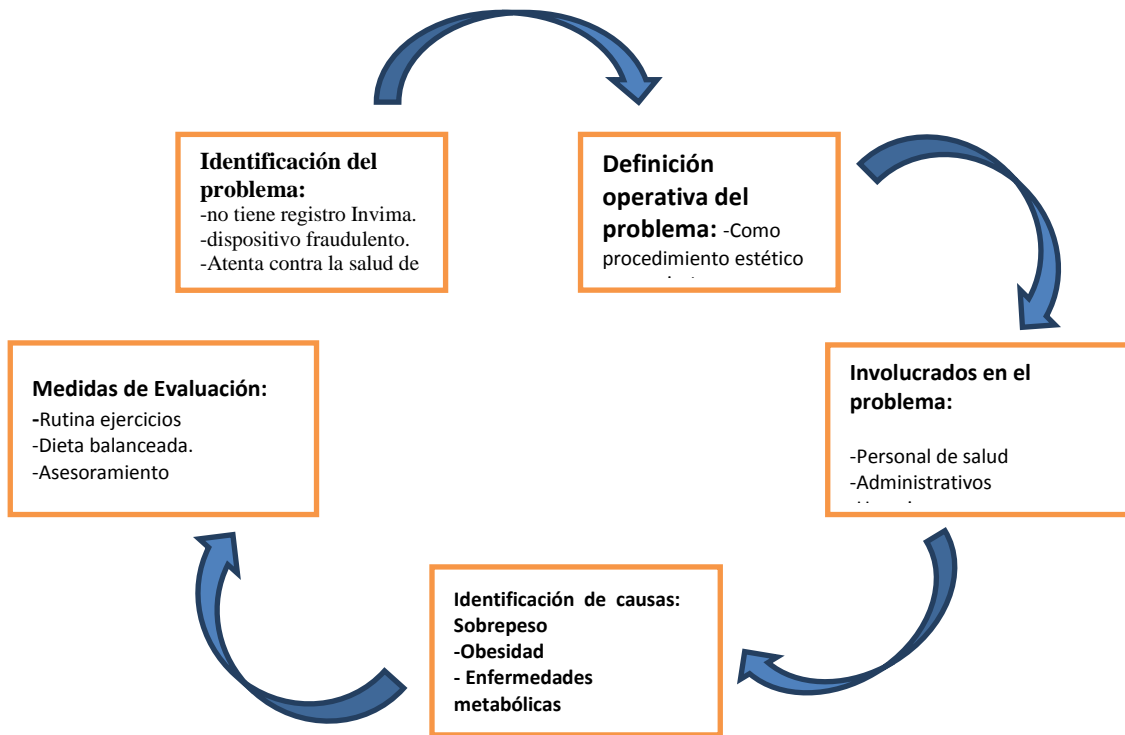 Identificación del
problema:
-no tiene registro Invima.
-dispositivo fraudulento.
-Atenta contra la salud de
Definición
operativa del
problema: -Como
procedimiento estético
Involucrados en el
problema:
-Personal de salud
-Administrativos
Identificación de causas:
Sobrepeso
-Obesidad
- Enfermedades
metabólicas
Medidas de Evaluación:
-Rutina ejercicios
-Dieta balanceada.
-Asesoramiento